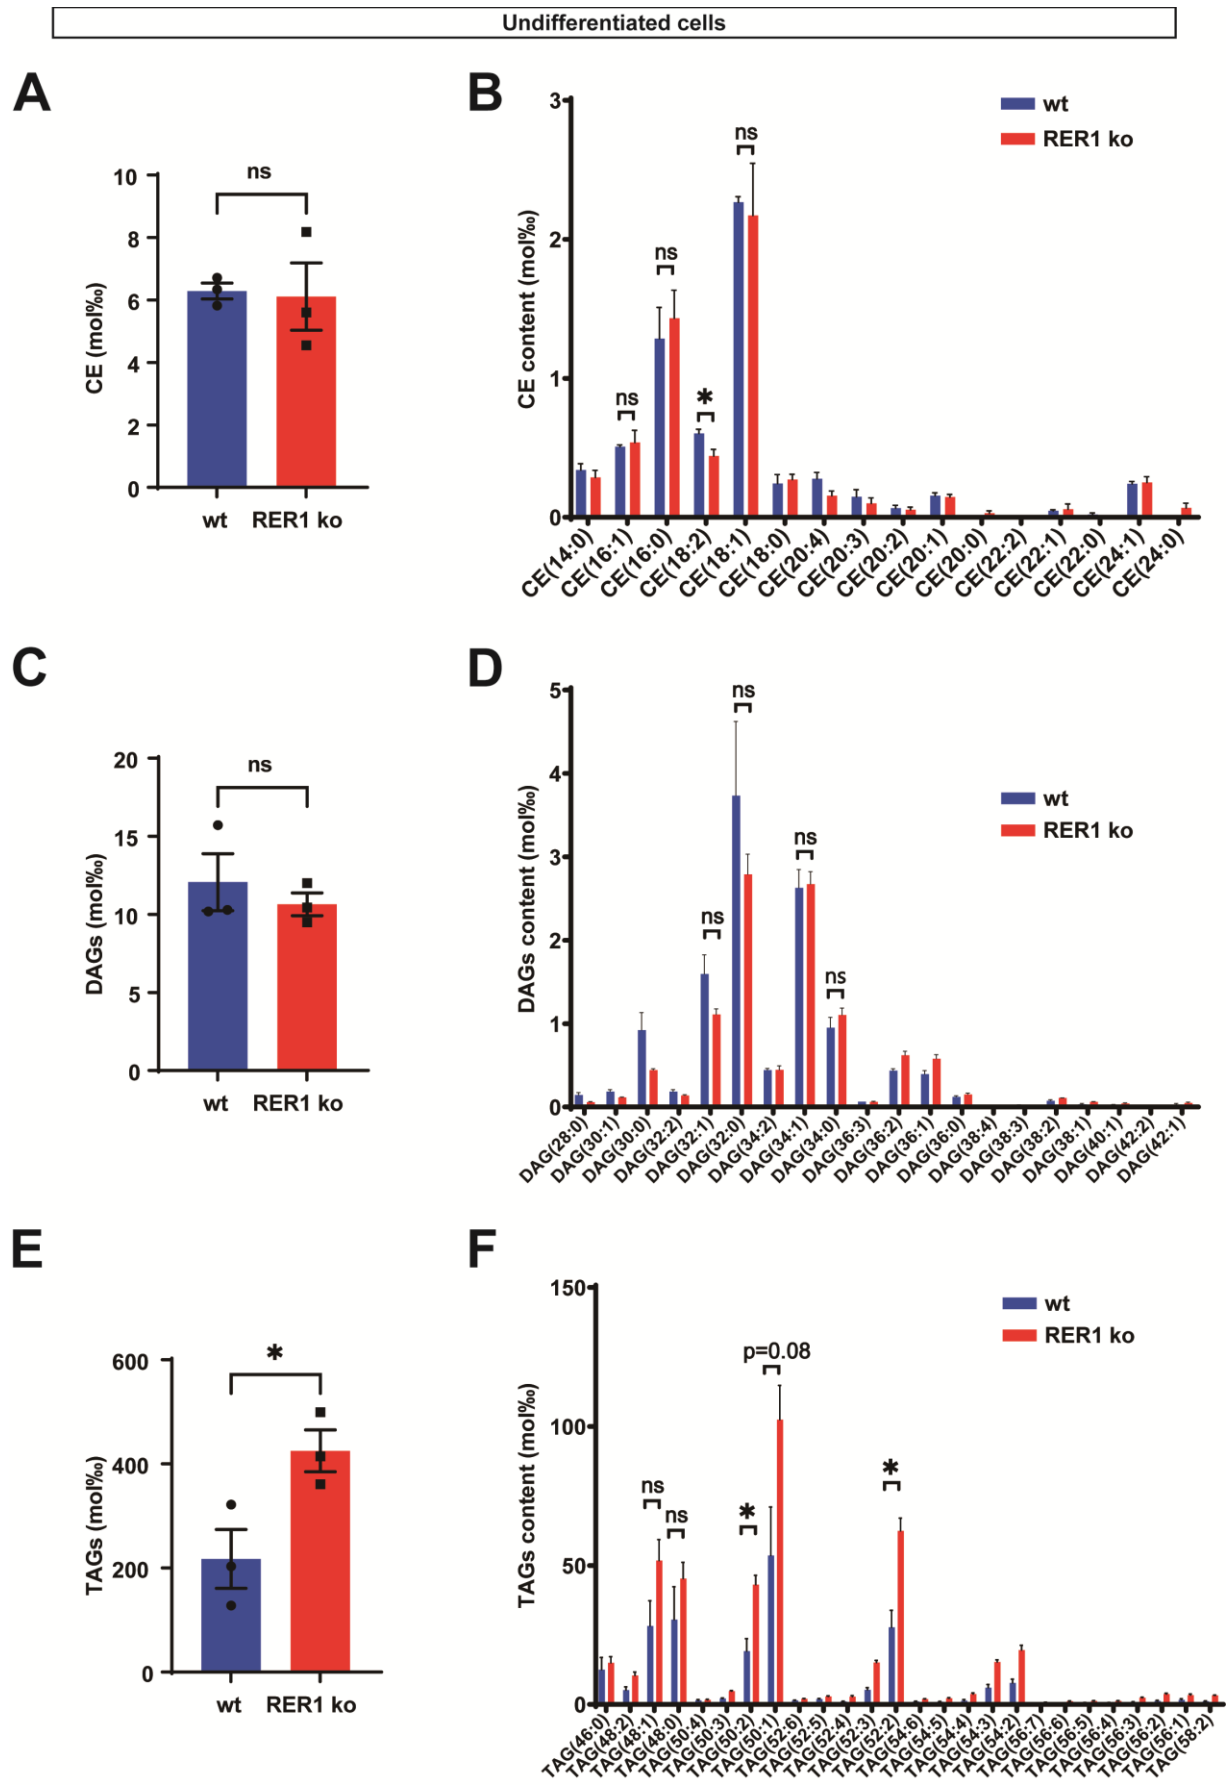 Undifferentiated cells
A
CE (mol‰)
10
8
6
4
2
0
ns
wt
RER1 ko
B
CE content (mol‰)
3
2
1
0
wt
RER1 ko
ns
ns
*
ns
CE(14:0)
CE(16:1)
CE(16:0)
CE(18:2)
CE(18:1)
CE(18:0)
CE(20:4)
CE(20:3)
CE(20:2)
CE(20:1)
CE(20:0)
CE(22:2)
CE(22:1)
CE(22:0)
CE(24:1)
CE(24:0)
C
DAGs (mol‰)
20
15
10
5
0
ns
wt
RER1 ko
D
DAGs content (mol‰)
5
4
3
2
1
0
wt
RER1 ko
ns
ns
ns
ns
DAG(28:0)
DAG(30:1)
DAG(30:0)
DAG(32:2)
DAG(32:1)
DAG(32:0)
DAG(34:2)
DAG(34:1)
DAG(34:0)
DAG(36:3)
DAG(36:2)
DAG(36:1)
DAG(36:0)
DAG(38:4)
DAG(38:3)
DAG(38:2)
DAG(38:1)
DAG(40:1)
DAG(42:2)
DAG(42:1)
E
TAGs (mol‰)
600
400
200
0
*
wt
RER1 ko
F
TAGs content (mol‰)
150
100
50
0
wt
RER1 ko
ns
ns
*
p=0.08
*
TAG(46:0)
TAG(48:2)
TAG(48:1)
TAG(48:0)
TAG(50:4)
TAG(50:3)
TAG(50:2)
TAG(50:1)
TAG(52:6)
TAG(52:5)
TAG(52:4)
TAG(52:3)
TAG(52:2)
TAG(54:6)
TAG(54:5)
TAG(54:4)
TAG(54:3)
TAG(54:2)
TAG(56:7)
TAG(56:6)
TAG(56:5)
TAG(56:4)
TAG(56:3)
TAG(56:2)
TAG(56:1)
TAG(58:2)